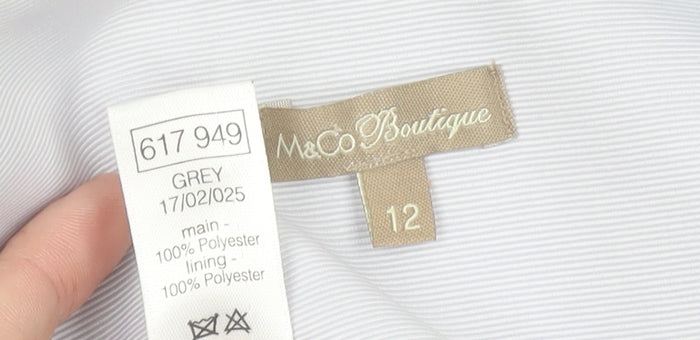 617 949
GREY
17/02/025
main -
100% Polyester
lining -
100% Polyester
M&Co Boutique
12